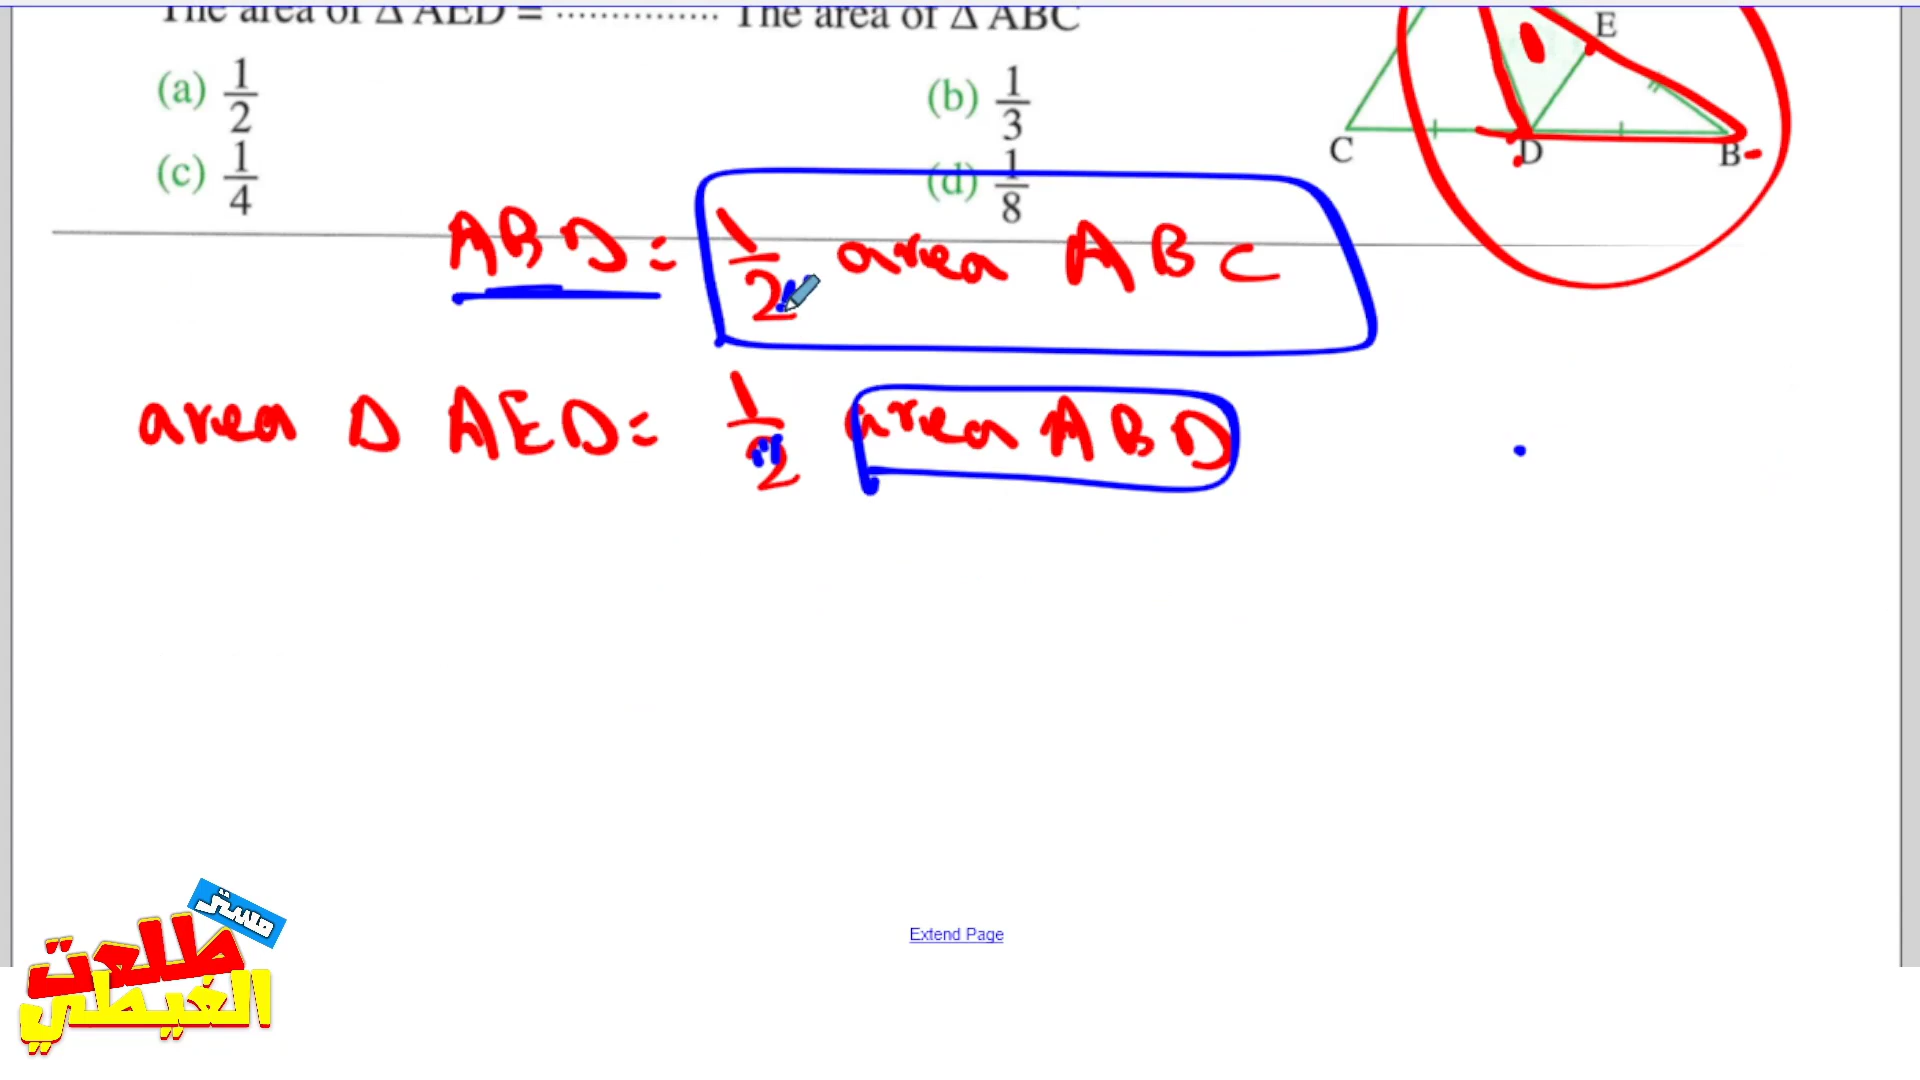 The area of Δ AED = ............... The area of Δ ABC
E
(a) 1/2
(b) 1/3
C
D
B
(c) 1/4
(d) 1/8
ABD = 1/2 area ABC
area Δ AED = 1/2 area ABD
Extend Page
مستر
طلعت
الغيطي